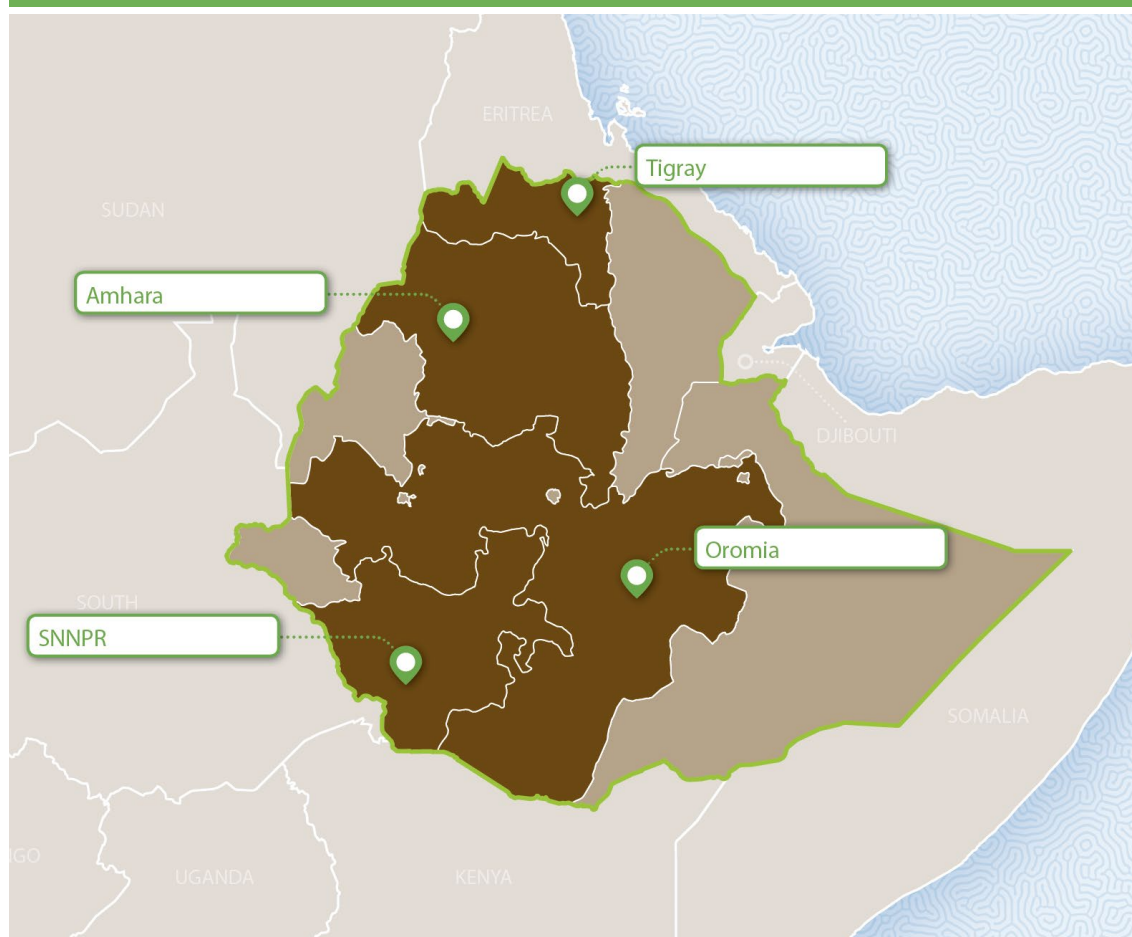 ERITREA
Tigray
SUDAN
Amhara
DJIBOUTI
Oromia
SOUTH
SNNPR
SOMALIA
UGANDA
KENYA